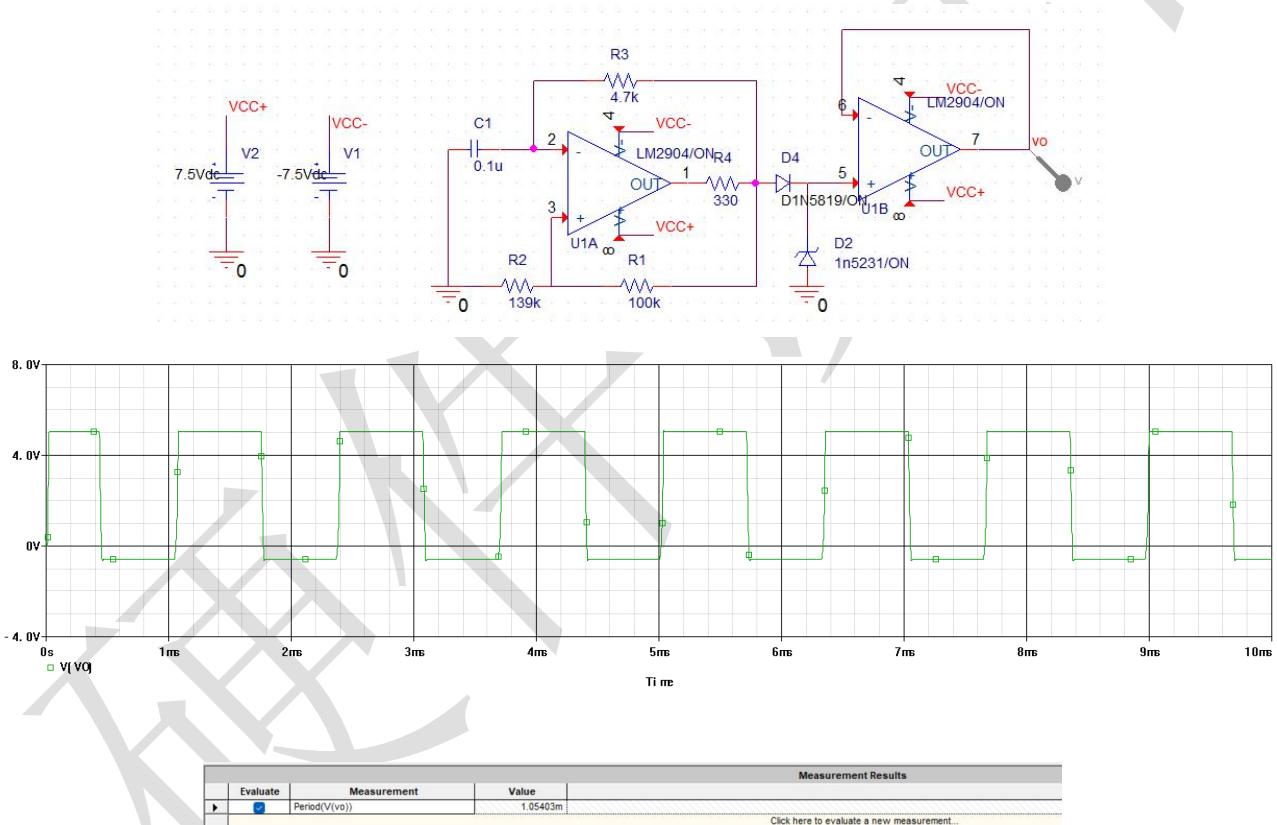 R3
4.7k
VCC+
VCC-
V2
7.5Vdc
0
V1
-7.5Vdc
0
C1
0.1u
0
2
-
3
+
4
V-
VCC-
LM2904/ON
OUT
1
V+
8
VCC+
U1A
R4
330
R2
139k
R1
100k
D4
D1N5819/ON
D2
1n5231/ON
0
6
-
5
+
4
V-
VCC-
LM2904/ON
OUT
7
V+
8
VCC+
U1B
vo
V
8.0V
4.0V
0V
-4.0V
0s 1ms 2ms 3ms 4ms 5ms 6ms 7ms 8ms 9ms 10ms
V(VO)
Time
硬件
Measurement Results
Evaluate Measurement Value
Period(V(vo)) 1.05403m
Click here to evaluate a new measurement...